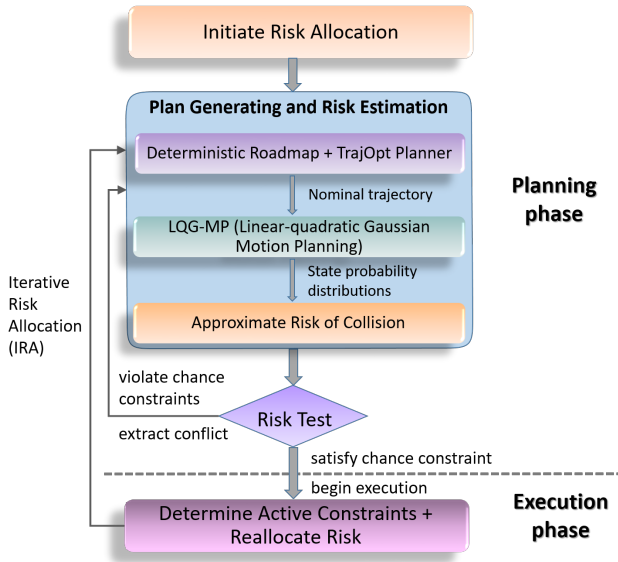 Initiate Risk Allocation
Plan Generating and Risk Estimation
Deterministic Roadmap + TrajOpt Planner
Nominal trajectory
LQG-MP (Linear-quadratic Gaussian
Motion Planning)
State probability
distributions
Approximate Risk of Collision
Planning
phase
Iterative
Risk
Allocation
(IRA)
violate chance
constraints
extract conflict
Risk Test
satisfy chance constraint
begin execution
Determine Active Constraints +
Reallocate Risk
Execution
phase